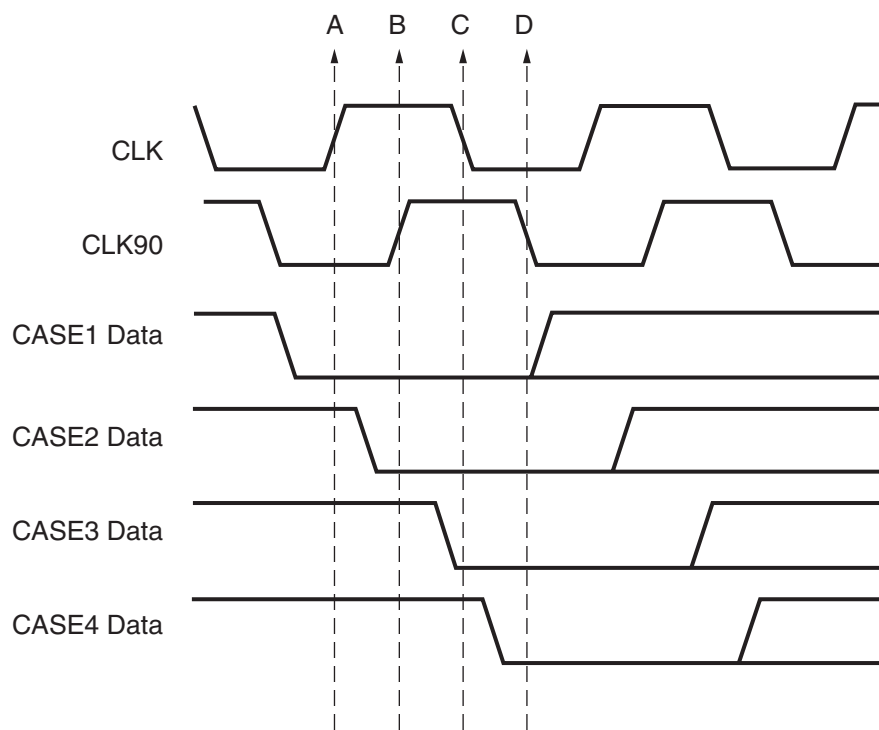 A B C D
CLK
CLK90
CASE1 Data
CASE2 Data
CASE3 Data
CASE4 Data